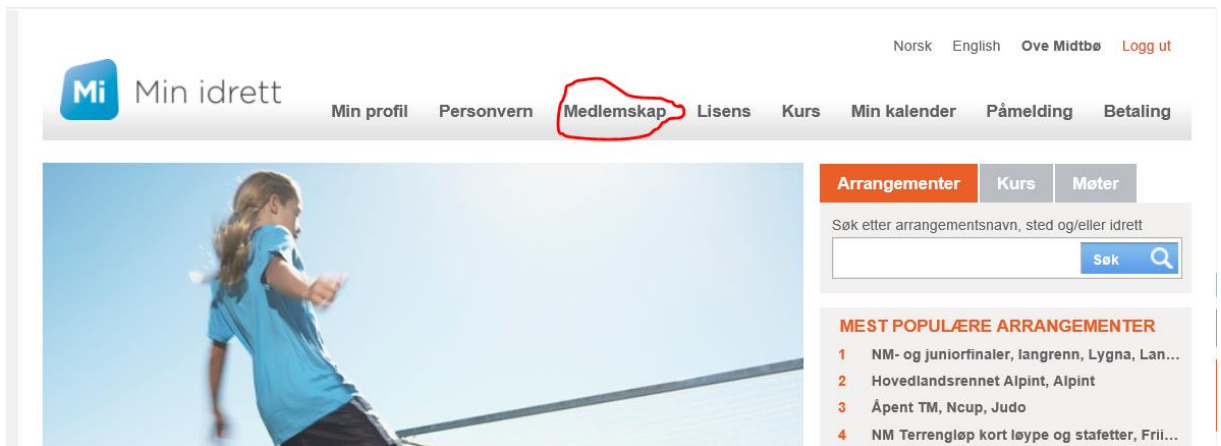 Norsk English Ove Midtbø Logg ut
Mi Min idrett
Min profil Personvern Medlemskap Lisens Kurs Min kalender Påmelding Betaling
Arrangementer Kurs Møter
Søk etter arrangementsnavn, sted og/eller idrett
Søk
MEST POPULÆRE ARRANGEMENTER
1 NM- og juniorfinaler, langrenn, Lygna, Lan...
2 Hovedlandsrennet Alpint, Alpint
3 Åpent TM, Ncup, Judo
4 NM Terrengløp kort løype og stafetter, Frii...